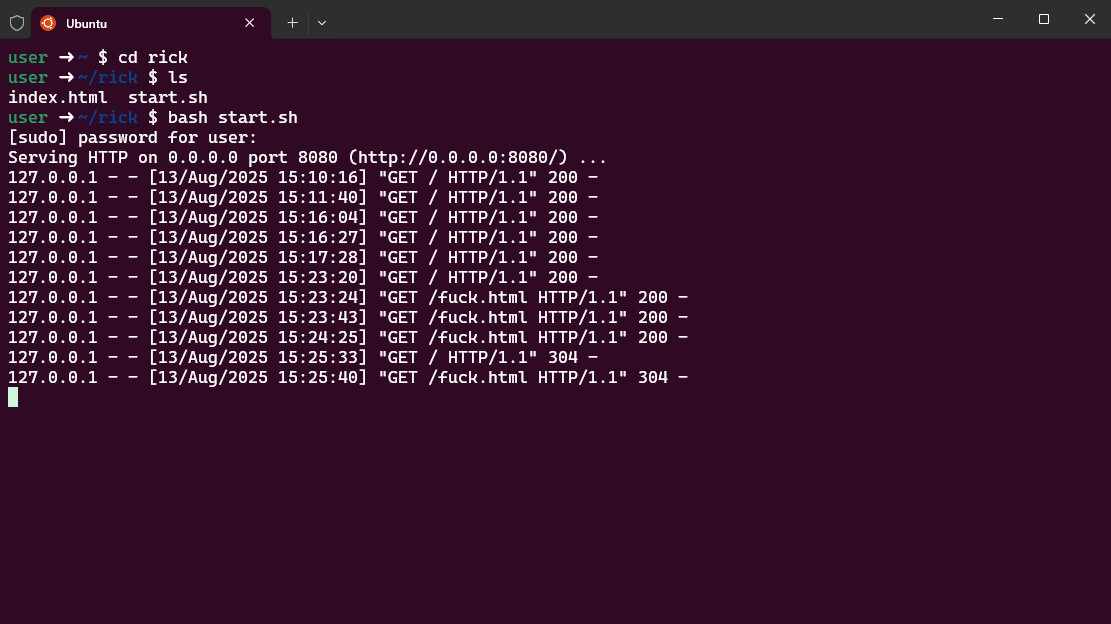 Ubuntu
user ➜ ~ $ cd rick
user ➜ ~/rick $ ls
index.html  start.sh
user ➜ ~/rick $ bash start.sh
[sudo] password for user:
Serving HTTP on 0.0.0.0 port 8080 (http://0.0.0.0:8080/) ...
127.0.0.1 - - [13/Aug/2025 15:10:16] "GET / HTTP/1.1" 200 -
127.0.0.1 - - [13/Aug/2025 15:11:40] "GET / HTTP/1.1" 200 -
127.0.0.1 - - [13/Aug/2025 15:16:04] "GET / HTTP/1.1" 200 -
127.0.0.1 - - [13/Aug/2025 15:16:27] "GET / HTTP/1.1" 200 -
127.0.0.1 - - [13/Aug/2025 15:17:28] "GET / HTTP/1.1" 200 -
127.0.0.1 - - [13/Aug/2025 15:23:20] "GET / HTTP/1.1" 200 -
127.0.0.1 - - [13/Aug/2025 15:23:24] "GET /fuck.html HTTP/1.1" 200 -
127.0.0.1 - - [13/Aug/2025 15:23:43] "GET /fuck.html HTTP/1.1" 200 -
127.0.0.1 - - [13/Aug/2025 15:24:25] "GET /fuck.html HTTP/1.1" 200 -
127.0.0.1 - - [13/Aug/2025 15:25:33] "GET / HTTP/1.1" 304 -
127.0.0.1 - - [13/Aug/2025 15:25:40] "GET /fuck.html HTTP/1.1" 304 -